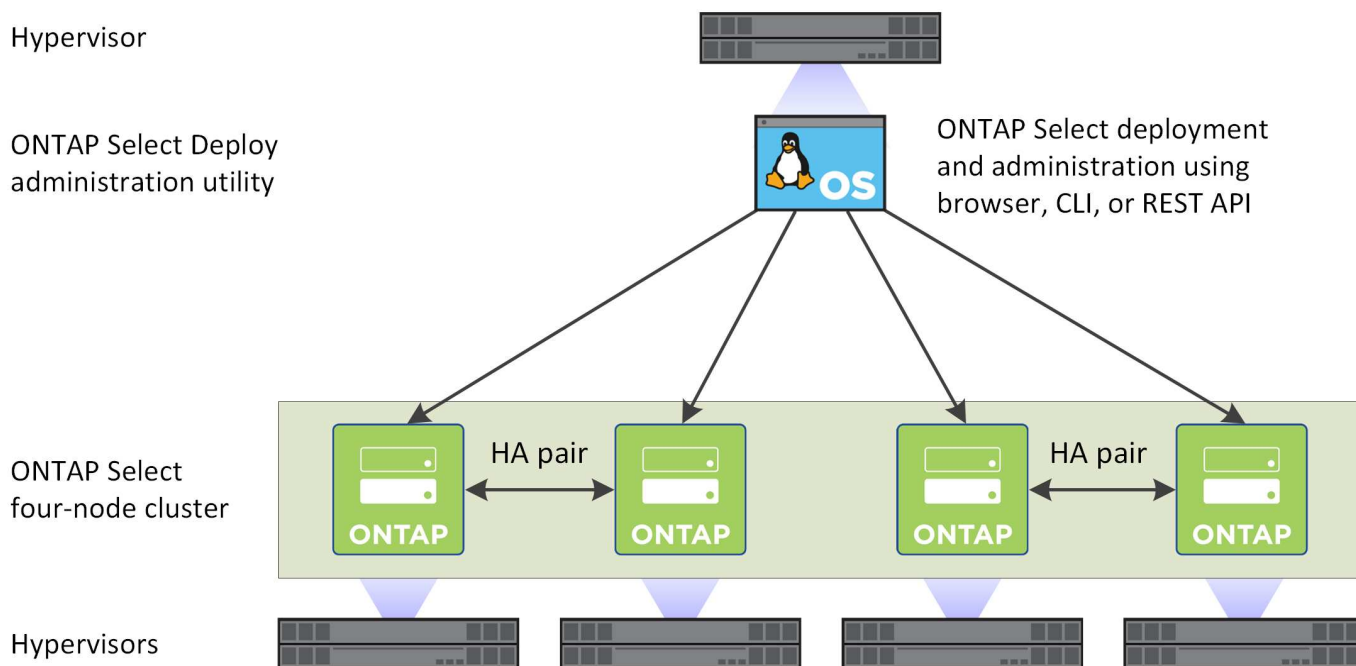 Hypervisor
ONTAP Select Deploy
administration utility
OS
ONTAP Select deployment
and administration using
browser, CLI, or REST API
ONTAP Select
four-node cluster
HA pair
HA pair
ONTAP
ONTAP
ONTAP
ONTAP
Hypervisors